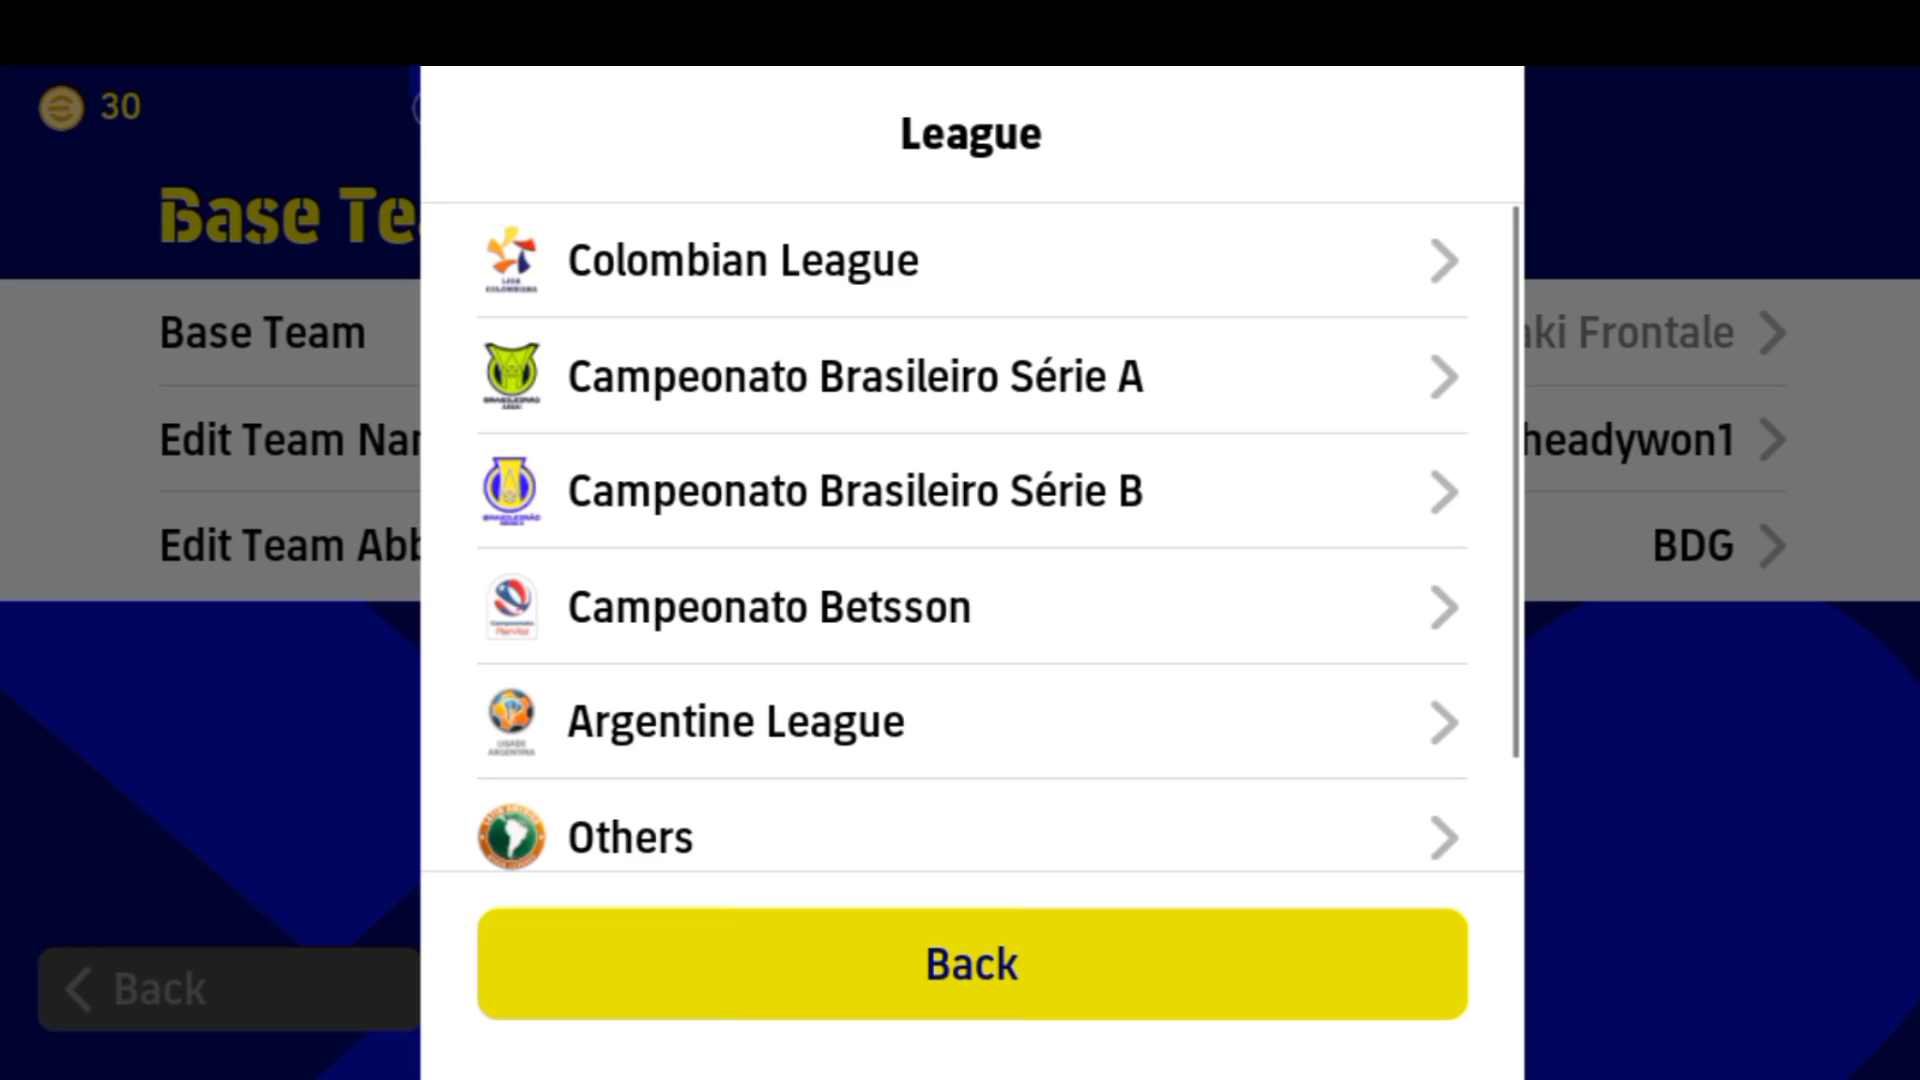 30
League
Base Te
Colombian League
Base Team
aki Frontale
Campeonato Brasileiro Série A
Edit Team Nar
headywon1
Campeonato Brasileiro Série B
Edit Team Abb
BDG
Campeonato Betsson
Argentine League
Others
Back
Back